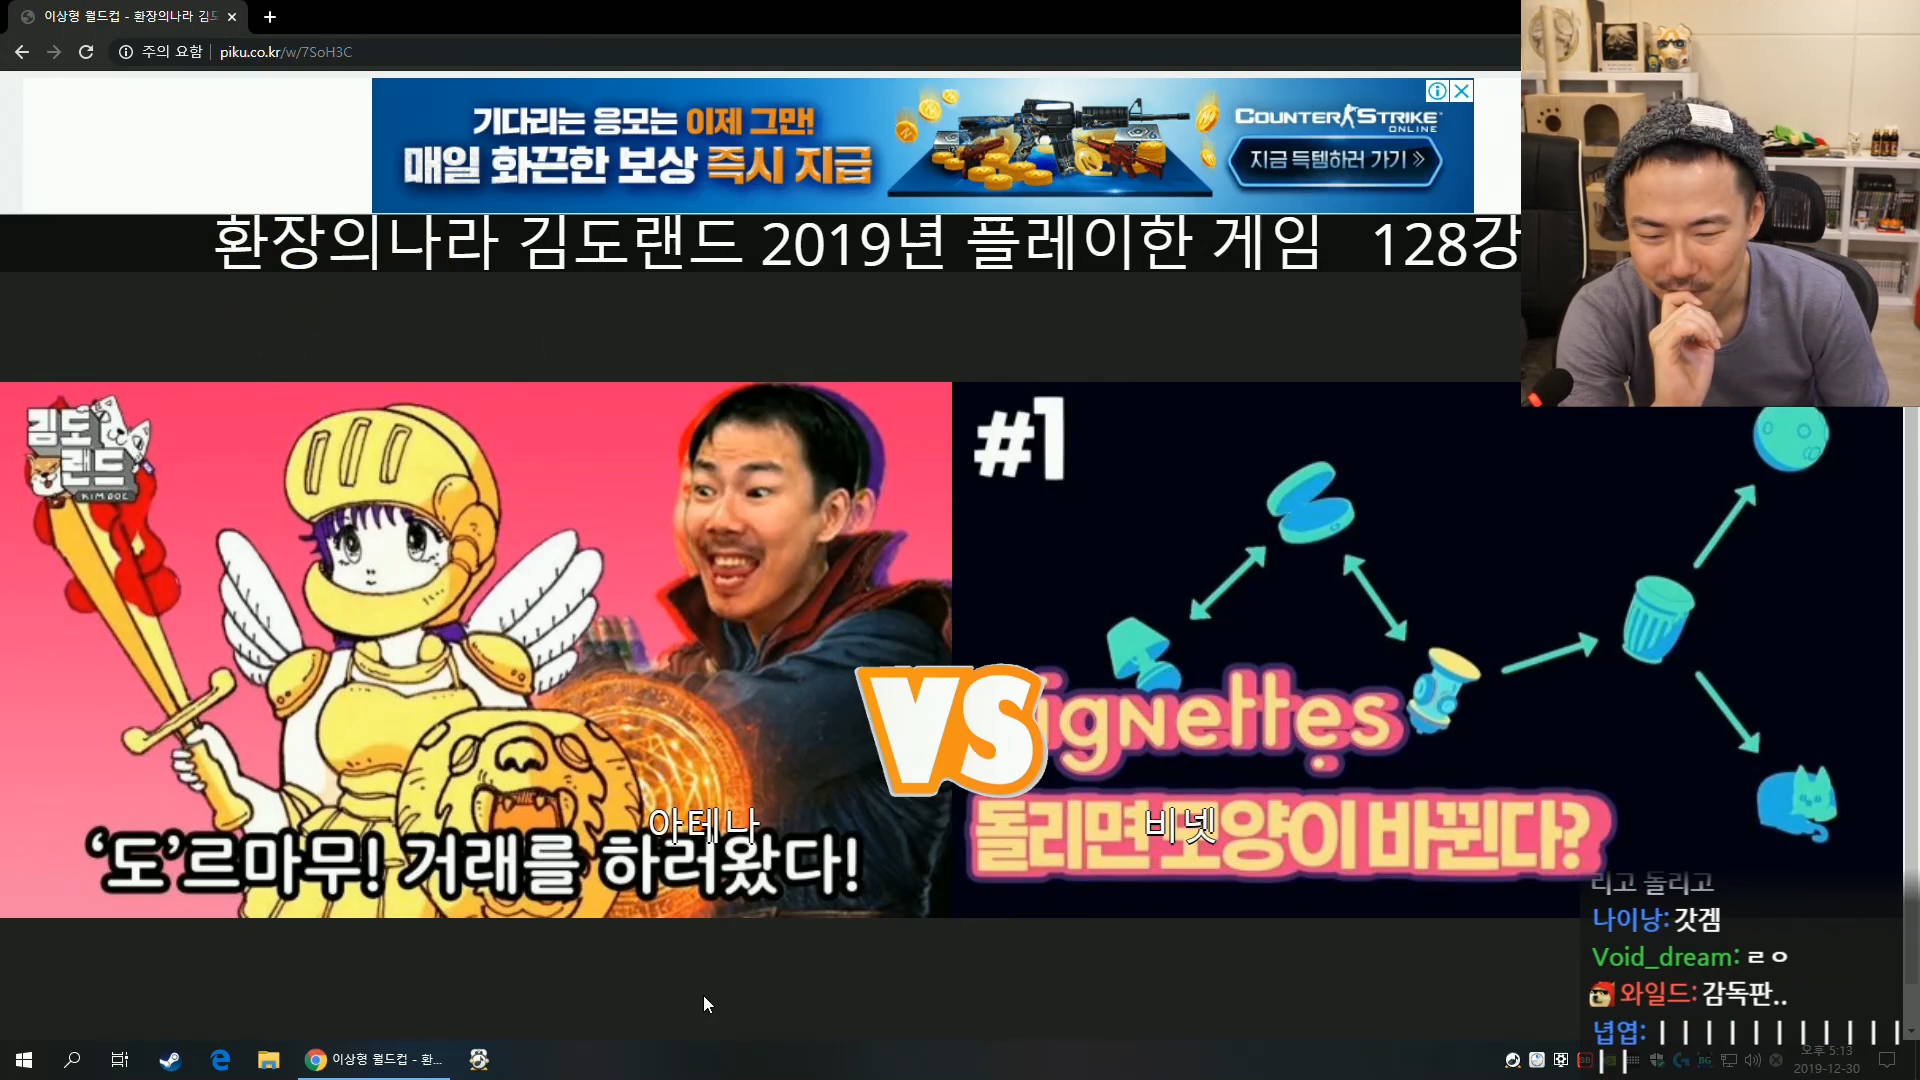 이상형 월드컵 - 환장의나라 김도
주의 요함
piku.co.kr/w/7SoH3C
기다리는 응모는 이제 그만!
매일 화끈한 보상 즉시 지급
COUNTER STRIKE
ONLINE
지금 득템하러 가기 »
환장의나라 김도랜드 2019년 플레이한 게임 128강
김도
랜드
KIMDOE
#1
VS
ignettes
돌리면 모양이 바뀐다?
아테나
비넷
'도'르마무! 거래를 하러왔다!
리고 돌리고
나이낭: 갓겜
Void_dream: ㄹㅇ
와일드: 감독판..
녑엽: ㅣㅣㅣㅣㅣㅣㅣㅣㅣㅣㅣ
ㅣㅣ
이상형 월드컵 - 환...
오후 5:13
2019-12-30